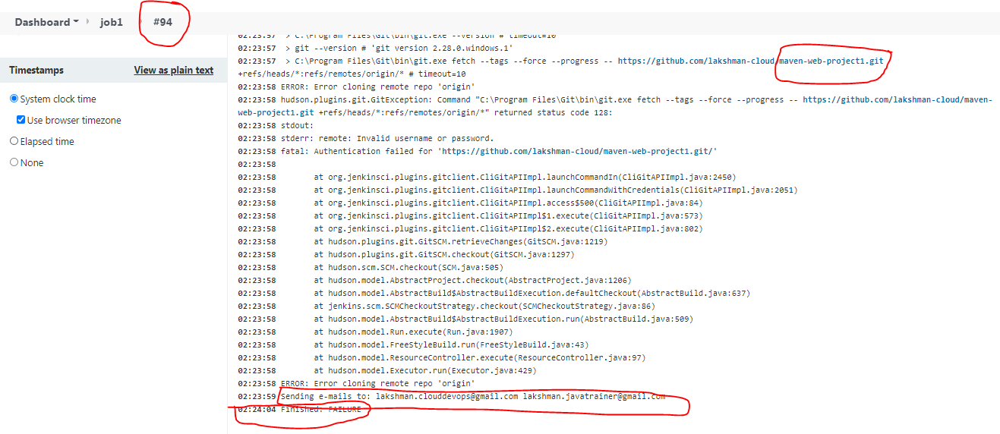 Dashboard job1 #94
Timestamps View as plain text
System clock time
Use browser timezone
Elapsed time
None
02:23:57 > C:\Program Files\Git\bin\git.exe --version # timeout=10
02:23:57 > git --version # 'git version 2.28.0.windows.1'
02:23:57 > C:\Program Files\Git\bin\git.exe fetch --tags --force --progress -- https://github.com/lakshman-cloud/maven-web-project1.git
+refs/heads/*:refs/remotes/origin/* # timeout=10
02:23:58 ERROR: Error cloning remote repo 'origin'
02:23:58 hudson.plugins.git.GitException: Command "C:\Program Files\Git\bin\git.exe fetch --tags --force --progress -- https://github.com/lakshman-cloud/maven-
web-project1.git +refs/heads/*:refs/remotes/origin/*" returned status code 128:
02:23:58 stdout:
02:23:58 stderr: remote: Invalid username or password.
02:23:58 fatal: Authentication failed for 'https://github.com/lakshman-cloud/maven-web-project1.git/'
02:23:58
02:23:58 at org.jenkinsci.plugins.gitclient.CliGitAPIImpl.launchCommandIn(CliGitAPIImpl.java:2450)
02:23:58 at org.jenkinsci.plugins.gitclient.CliGitAPIImpl.launchCommandWithCredentials(CliGitAPIImpl.java:2051)
02:23:58 at org.jenkinsci.plugins.gitclient.CliGitAPIImpl.access$500(CliGitAPIImpl.java:84)
02:23:58 at org.jenkinsci.plugins.gitclient.CliGitAPIImpl$1.execute(CliGitAPIImpl.java:573)
02:23:58 at org.jenkinsci.plugins.gitclient.CliGitAPIImpl$2.execute(CliGitAPIImpl.java:802)
02:23:58 at hudson.plugins.git.GitSCM.retrieveChanges(GitSCM.java:1219)
02:23:58 at hudson.plugins.git.GitSCM.checkout(GitSCM.java:1297)
02:23:58 at hudson.scm.SCM.checkout(SCM.java:505)
02:23:58 at hudson.model.AbstractProject.checkout(AbstractProject.java:1206)
02:23:58 at hudson.model.AbstractBuild$AbstractBuildExecution.defaultCheckout(AbstractBuild.java:637)
02:23:58 at jenkins.scm.SCMCheckoutStrategy.checkout(SCMCheckoutStrategy.java:86)
02:23:58 at hudson.model.AbstractBuild$AbstractBuildExecution.run(AbstractBuild.java:509)
02:23:58 at hudson.model.Run.execute(Run.java:1907)
02:23:58 at hudson.model.FreeStyleBuild.run(FreeStyleBuild.java:43)
02:23:58 at hudson.model.ResourceController.execute(ResourceController.java:97)
02:23:58 at hudson.model.Executor.run(Executor.java:429)
02:23:58 ERROR: Error cloning remote repo 'origin'
02:23:59 Sending e-mails to: lakshman.clouddevops@gmail.com lakshman.javatrainer@gmail.com
02:24:04 Finished: FAILURE